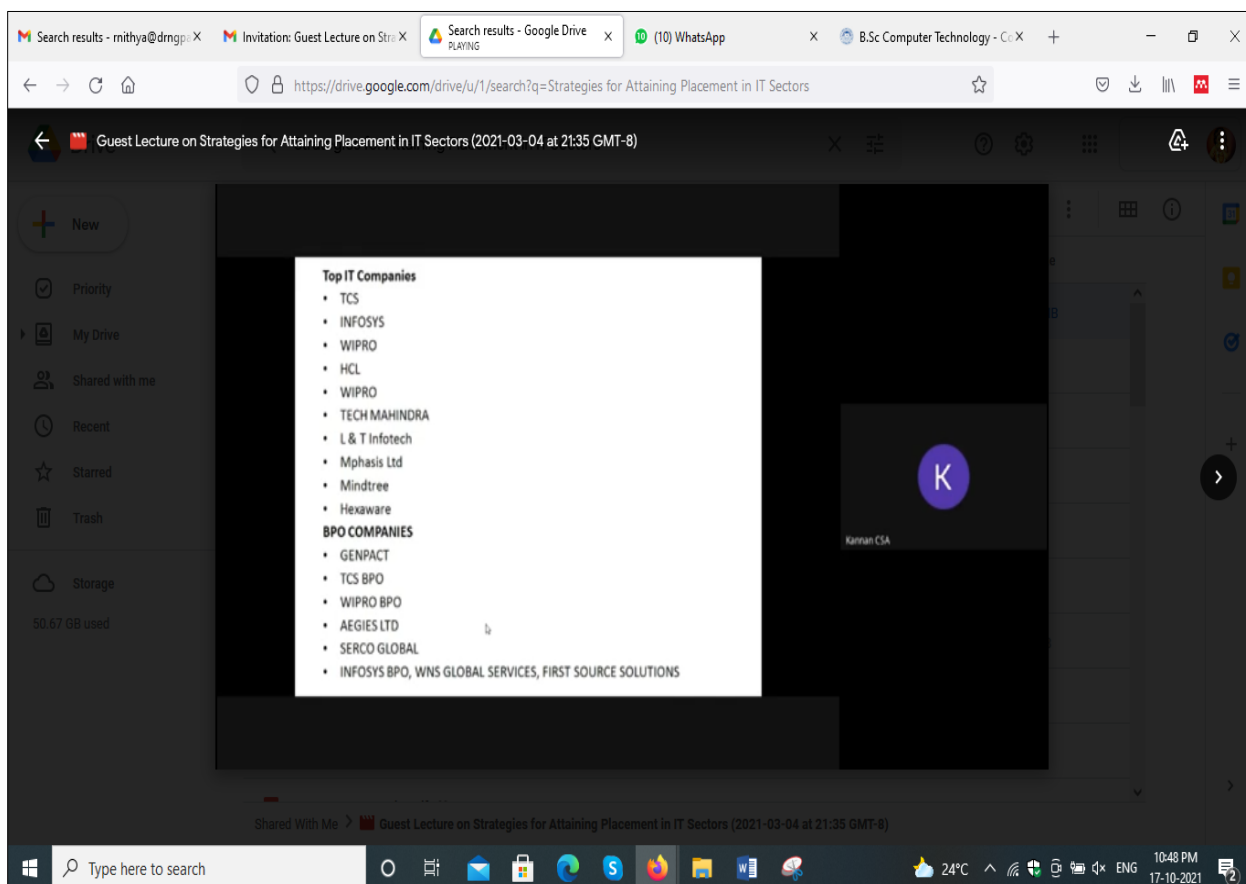 Search results - rnithya@drngpa
Invitation: Guest Lecture on Stra
Search results - Google Drive
PLAYING
(10) WhatsApp
B.Sc Computer Technology - Co
https://drive.google.com/drive/u/1/search?q=Strategies for Attaining Placement in IT Sectors
Guest Lecture on Strategies for Attaining Placement in IT Sectors (2021-03-04 at 21:35 GMT-8)
New
Priority
My Drive
Shared with me
Recent
Starred
Trash
Storage
50.67 GB used
Top IT Companies
• TCS
• INFOSYS
• WIPRO
• HCL
• WIPRO
• TECH MAHINDRA
• L & T Infotech
• Mphasis Ltd
• Mindtree
• Hexaware
BPO COMPANIES
• GENPACT
• TCS BPO
• WIPRO BPO
• AEGIES LTD
• SERCO GLOBAL
• INFOSYS BPO, WNS GLOBAL SERVICES, FIRST SOURCE SOLUTIONS
K
Kannan CSA
Shared With Me > Guest Lecture on Strategies for Attaining Placement in IT Sectors (2021-03-04 at 21:35 GMT-8)
Type here to search
24°C
ENG
10:48 PM
17-10-2021
2